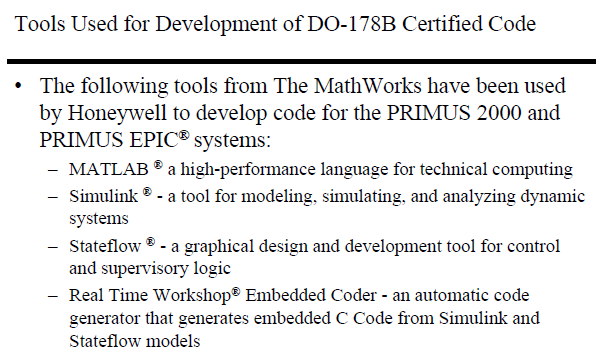 Tools Used for Development of DO-178B Certified Code
• The following tools from The MathWorks have been used
by Honeywell to develop code for the PRIMUS 2000 and
PRIMUS EPIC® systems:
– MATLAB ® a high-performance language for technical computing
– Simulink ® - a tool for modeling, simulating, and analyzing dynamic
systems
– Stateflow ® - a graphical design and development tool for control
and supervisory logic
– Real Time Workshop® Embedded Coder - an automatic code
generator that generates embedded C Code from Simulink and
Stateflow models